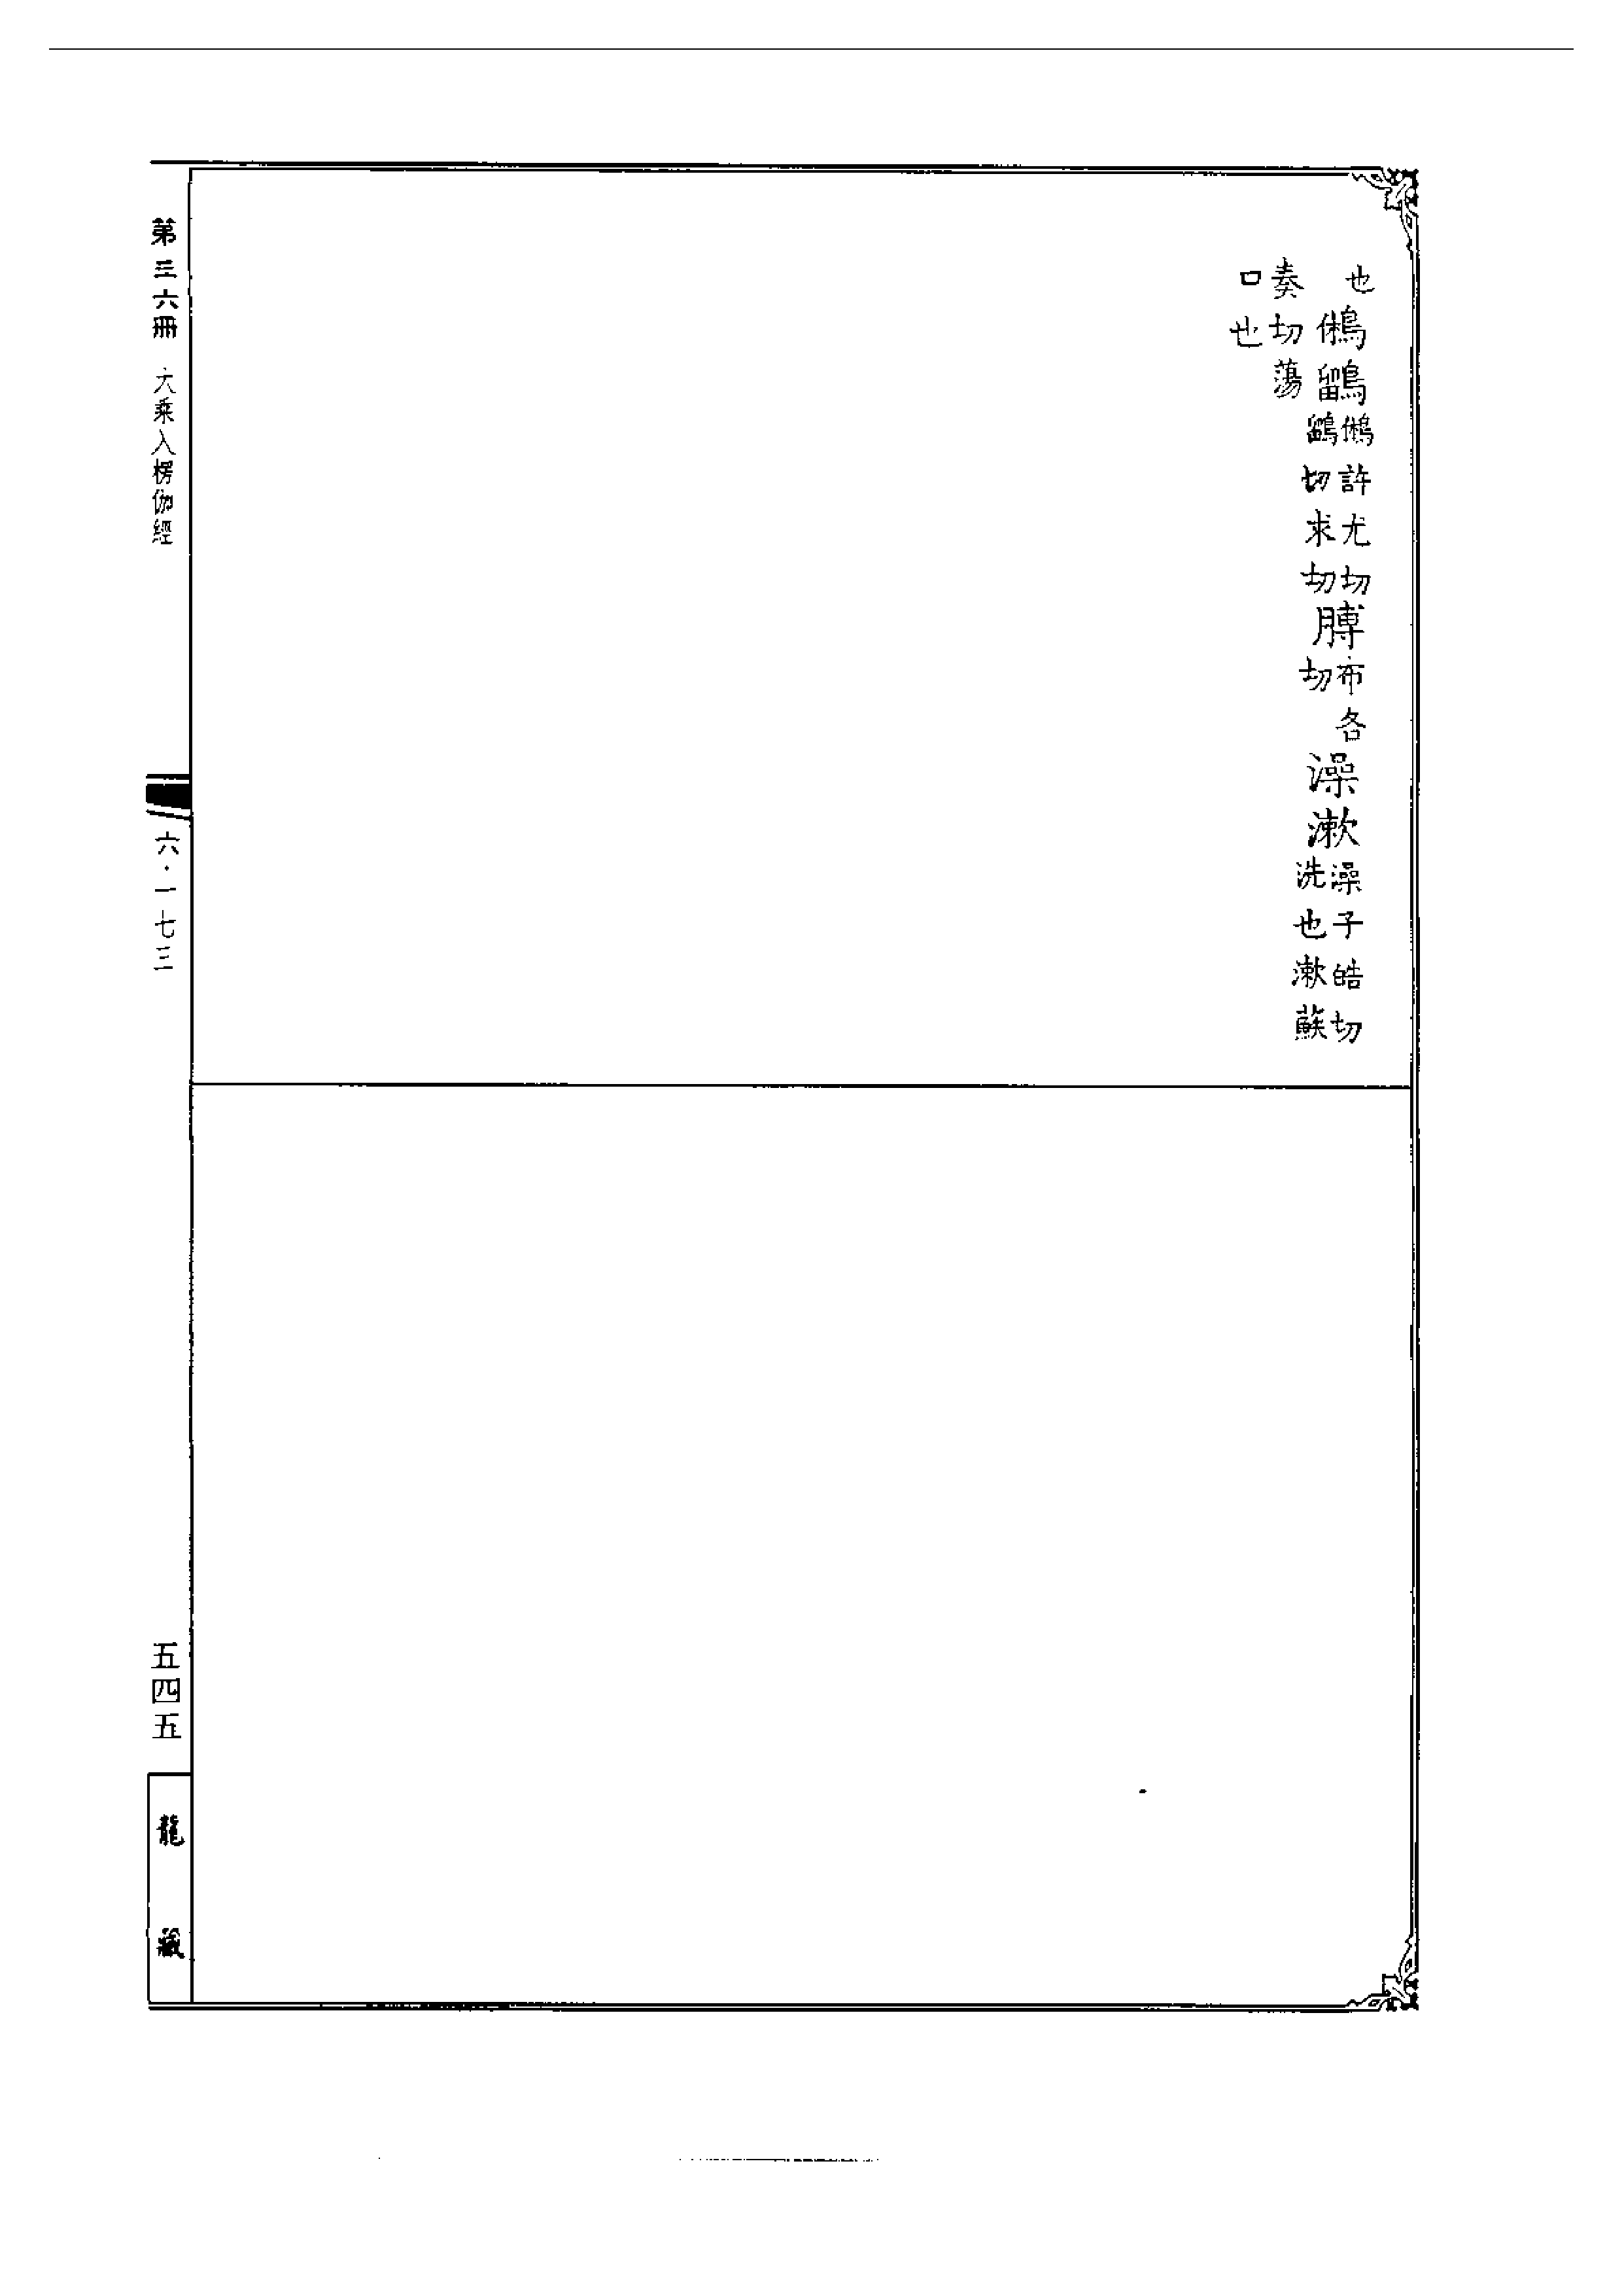 也鵂鶹鵂許尤切鶹切求切膊布各切澡漱澡子皓切洗也漱蘇
奏切蕩口也
第三六冊 大乘入楞伽經
六·一七三
五四五
龍藏